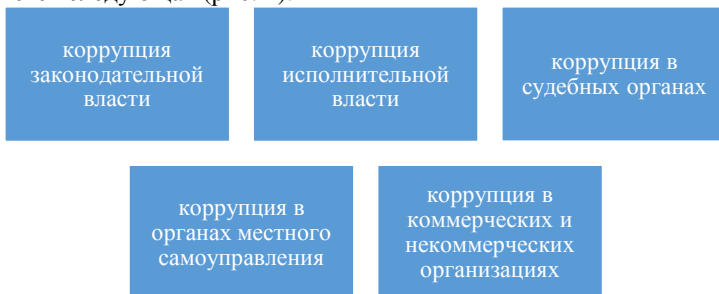 коррупция
законодательной
власти
коррупция
исполнительной
власти
коррупция в
судебных органах
коррупция в
органах местного
самоуправления
коррупция в
коммерческих и
некоммерческих
организациях